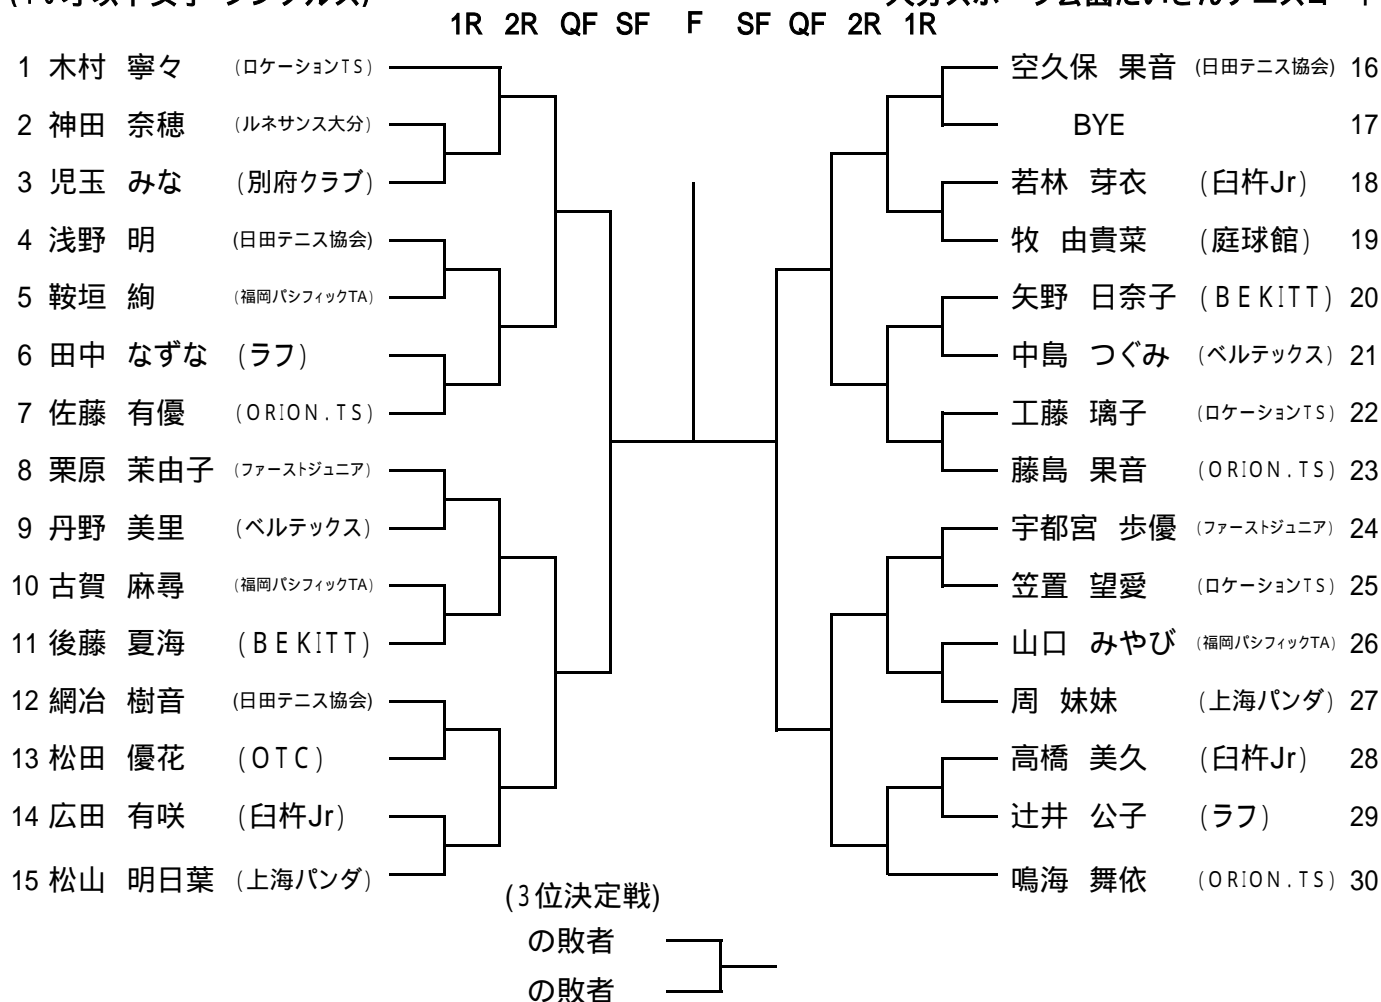 1R 2R QF SF F SF QF 2R 1R
1 木村 寧々 (ロケーションTS)
2 神田 奈穂 (ルネサンス大分)
3 児玉 みな (別府クラブ)
4 浅野 明 (日田テニス協会)
5 鞍垣 絢 (福岡パシフィックTA)
6 田中 なずな (ラフ)
7 佐藤 有優 (ORION.TS)
8 栗原 茉由子 (ファーストジュニア)
9 丹野 美里 (ベルテックス)
10 古賀 麻尋 (福岡パシフィックTA)
11 後藤 夏海 (BEKITT)
12 網冶 樹音 (日田テニス協会)
13 松田 優花 (OTC)
14 広田 有咲 (臼杵Jr)
15 松山 明日葉 (上海パンダ)
空久保 果音 (日田テニス協会) 16
BYE 17
若林 芽衣 (臼杵Jr) 18
牧 由貴菜 (庭球館) 19
矢野 日奈子 (BEKITT) 20
中島 つぐみ (ベルテックス) 21
工藤 璃子 (ロケーションTS) 22
藤島 果音 (ORION.TS) 23
宇都宮 歩優 (ファーストジュニア) 24
笠置 望愛 (ロケーションTS) 25
山口 みやび (福岡パシフィックTA) 26
周 妹妹 (上海パンダ) 27
高橋 美久 (臼杵Jr) 28
辻井 公子 (ラフ) 29
鳴海 舞依 (ORION.TS) 30
(3位決定戦)
の敗者
の敗者